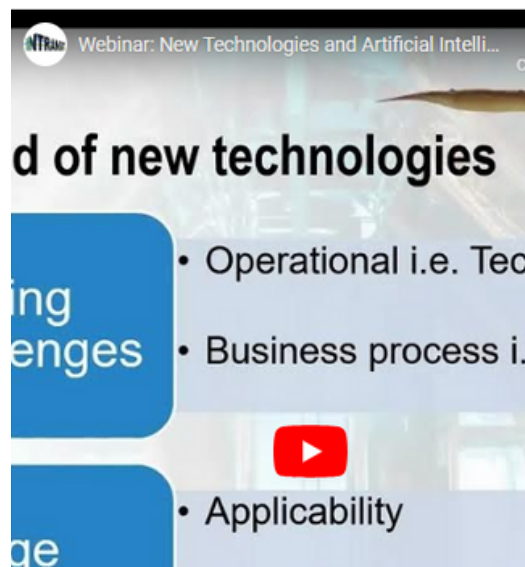 Webinar: New Technologies and Artificial Intelli...
d of new technologies
ing
enges
• Operational i.e. Tec
• Business process i.
• Applicability
ge